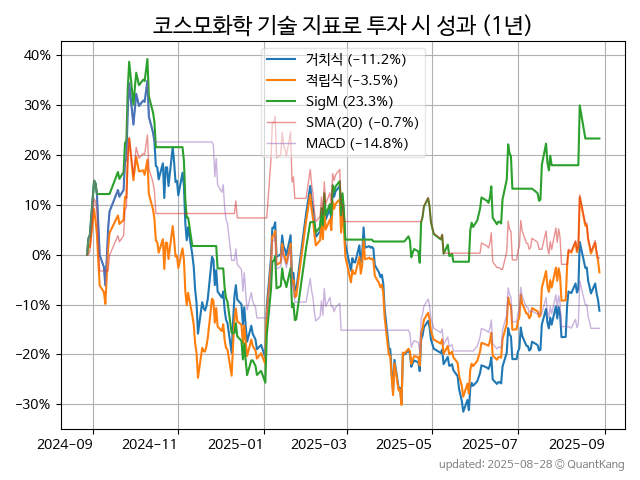 코스모화학 기술 지표로 투자 시 성과 (1년)
거치식 (−11.2%)
적립식 (−3.5%)
SigM (23.3%)
SMA(20) (−0.7%)
MACD (−14.8%)
40%
30%
20%
10%
0%
−10%
−20%
−30%
2024-09 2024-11 2025-01 2025-03 2025-05 2025-07 2025-09
updated: 2025-08-28 © QuantKang